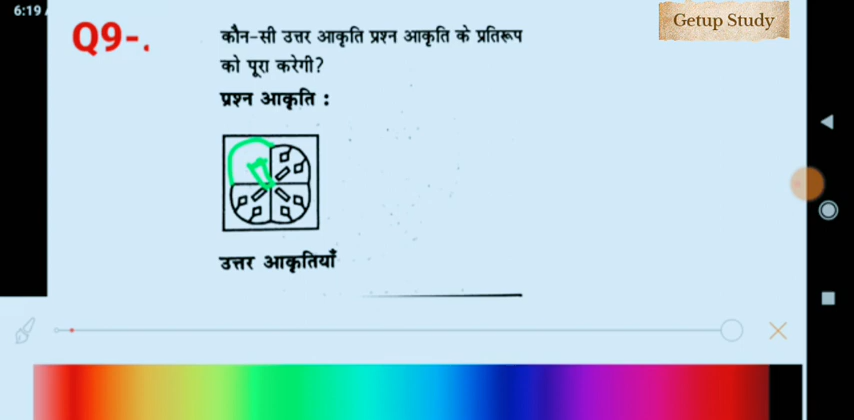 6:19
Getup Study
Q9-.
कौन-सी उत्तर आकृति प्रश्न आकृति के प्रतिरूप
को पूरा करेगी?
प्रश्न आकृति :
उत्तर आकृतियाँ